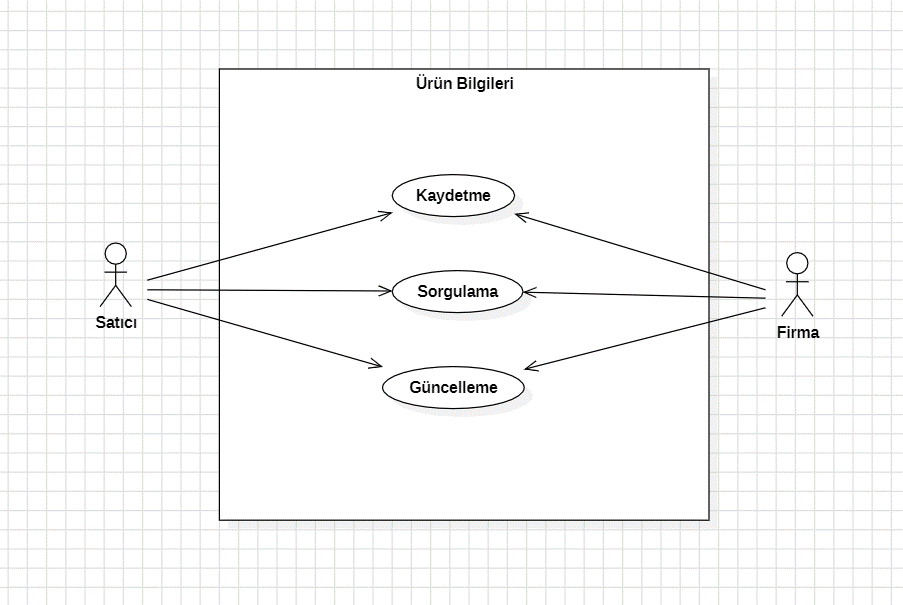 Ürün Bilgileri
Kaydetme
Sorgulama
Satıcı
Firma
Güncelleme